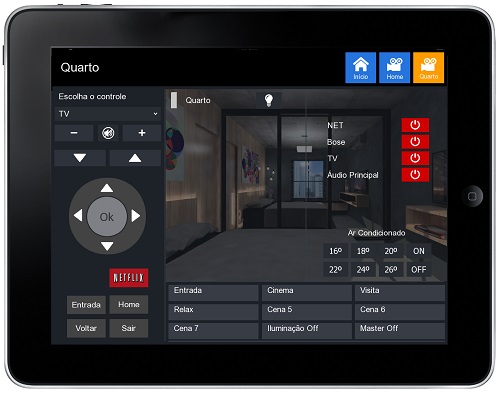 Quarto
Início
Home
Quarto
Escolha o controle
TV
Quarto
NET
Bose
TV
Áudio Principal
Ok
NETFLIX
Entrada
Home
Voltar
Sair
Ar Condicionado
16º 18º 20º ON
22º 24º 26º OFF
Entrada Cinema Visita
Relax Cena 5 Cena 6
Cena 7 Iluminação Off Master Off